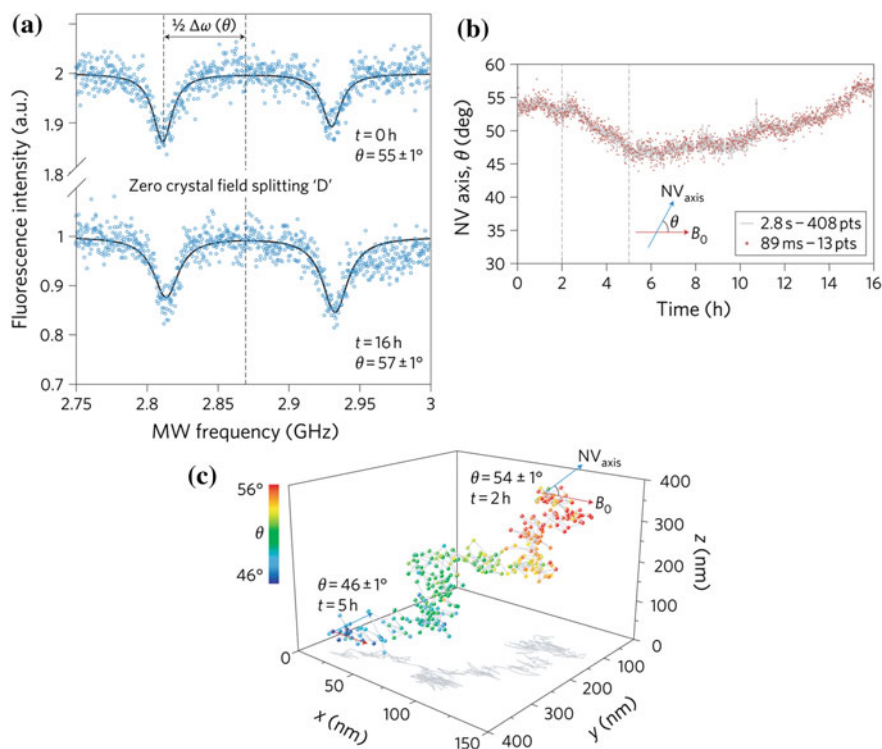 (a)
½ Δω (θ)
2
1.9
1.8
t = 0 h
θ = 55 ± 1°
Zero crystal field splitting 'D'
1
0.9
0.8
0.7
t = 16 h
θ = 57 ± 1°
Fluorescence intensity (a.u.)
2.75 2.8 2.85 2.9 2.95 3
MW frequency (GHz)
(b)
60
55
50
45
40
35
30
NV axis, θ (deg)
NVaxis
θ
B0
2.8 s – 408 pts
89 ms – 13 pts
0 2 4 6 8 10 12 14 16
Time (h)
(c)
56°
θ
46°
θ = 54 ± 1°
t = 2 h
NVaxis
B0
θ = 46 ± 1°
t = 5 h
400
300
200
100
0
z (nm)
0
50
100
150
x (nm)
400
300
200
100
y (nm)